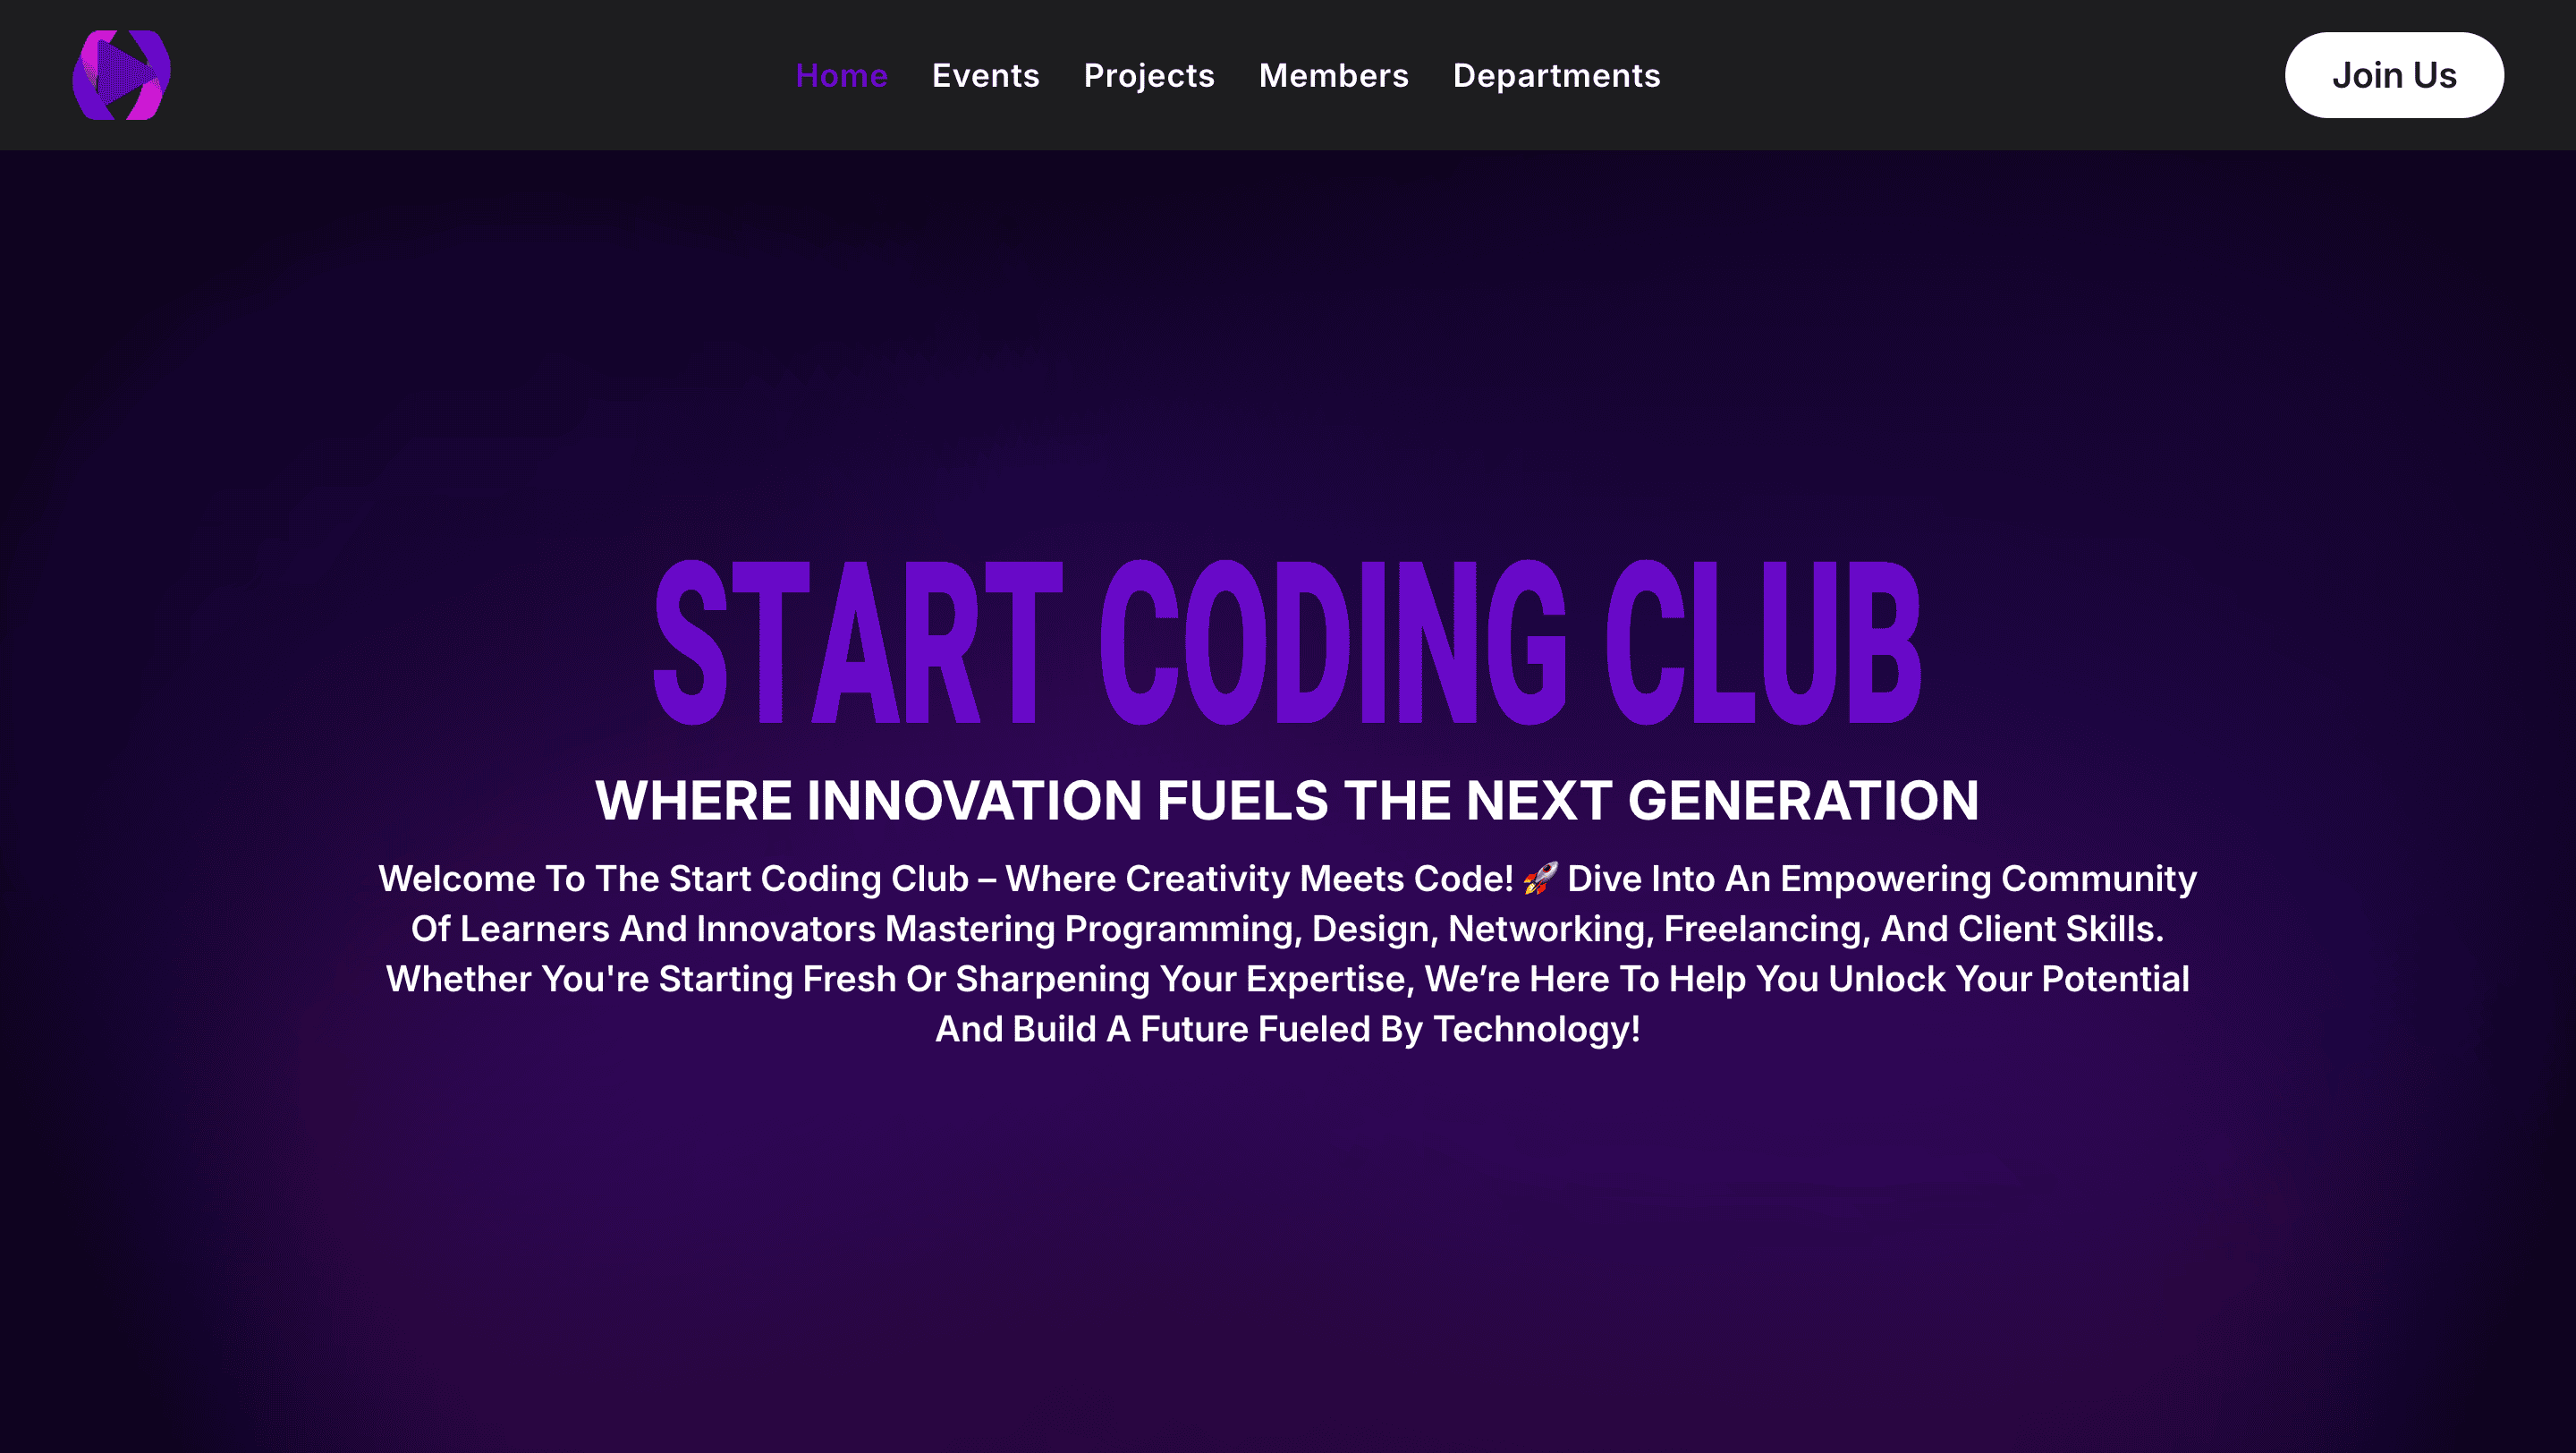 Home Events Projects Members Departments Join Us
START CODING CLUB
WHERE INNOVATION FUELS THE NEXT GENERATION
Welcome To The Start Coding Club – Where Creativity Meets Code! 🚀 Dive Into An Empowering Community
Of Learners And Innovators Mastering Programming, Design, Networking, Freelancing, And Client Skills.
Whether You're Starting Fresh Or Sharpening Your Expertise, We’re Here To Help You Unlock Your Potential
And Build A Future Fueled By Technology!